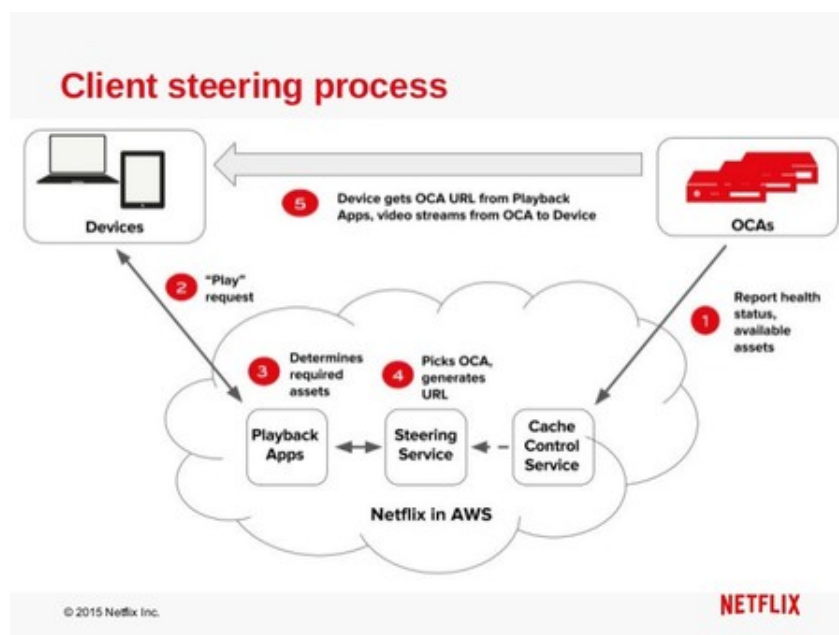 Client steering process
Devices
OCAs
5
Device gets OCA URL from Playback
Apps, video streams from OCA to Device
2
"Play"
request
1
Report health
status,
available
assets
3
Determines
required
assets
4
Picks OCA,
generates
URL
Playback
Apps
Steering
Service
Cache
Control
Service
Netflix in AWS
© 2015 Netflix Inc.
NETFLIX